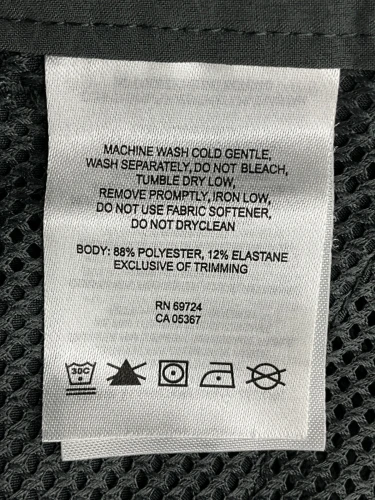 MACHINE WASH COLD GENTLE,
WASH SEPARATELY, DO NOT BLEACH,
TUMBLE DRY LOW,
REMOVE PROMPTLY, IRON LOW,
DO NOT USE FABRIC SOFTENER,
DO NOT DRYCLEAN
BODY: 88% POLYESTER, 12% ELASTANE
EXCLUSIVE OF TRIMMING
RN 69724
CA 05367
30C